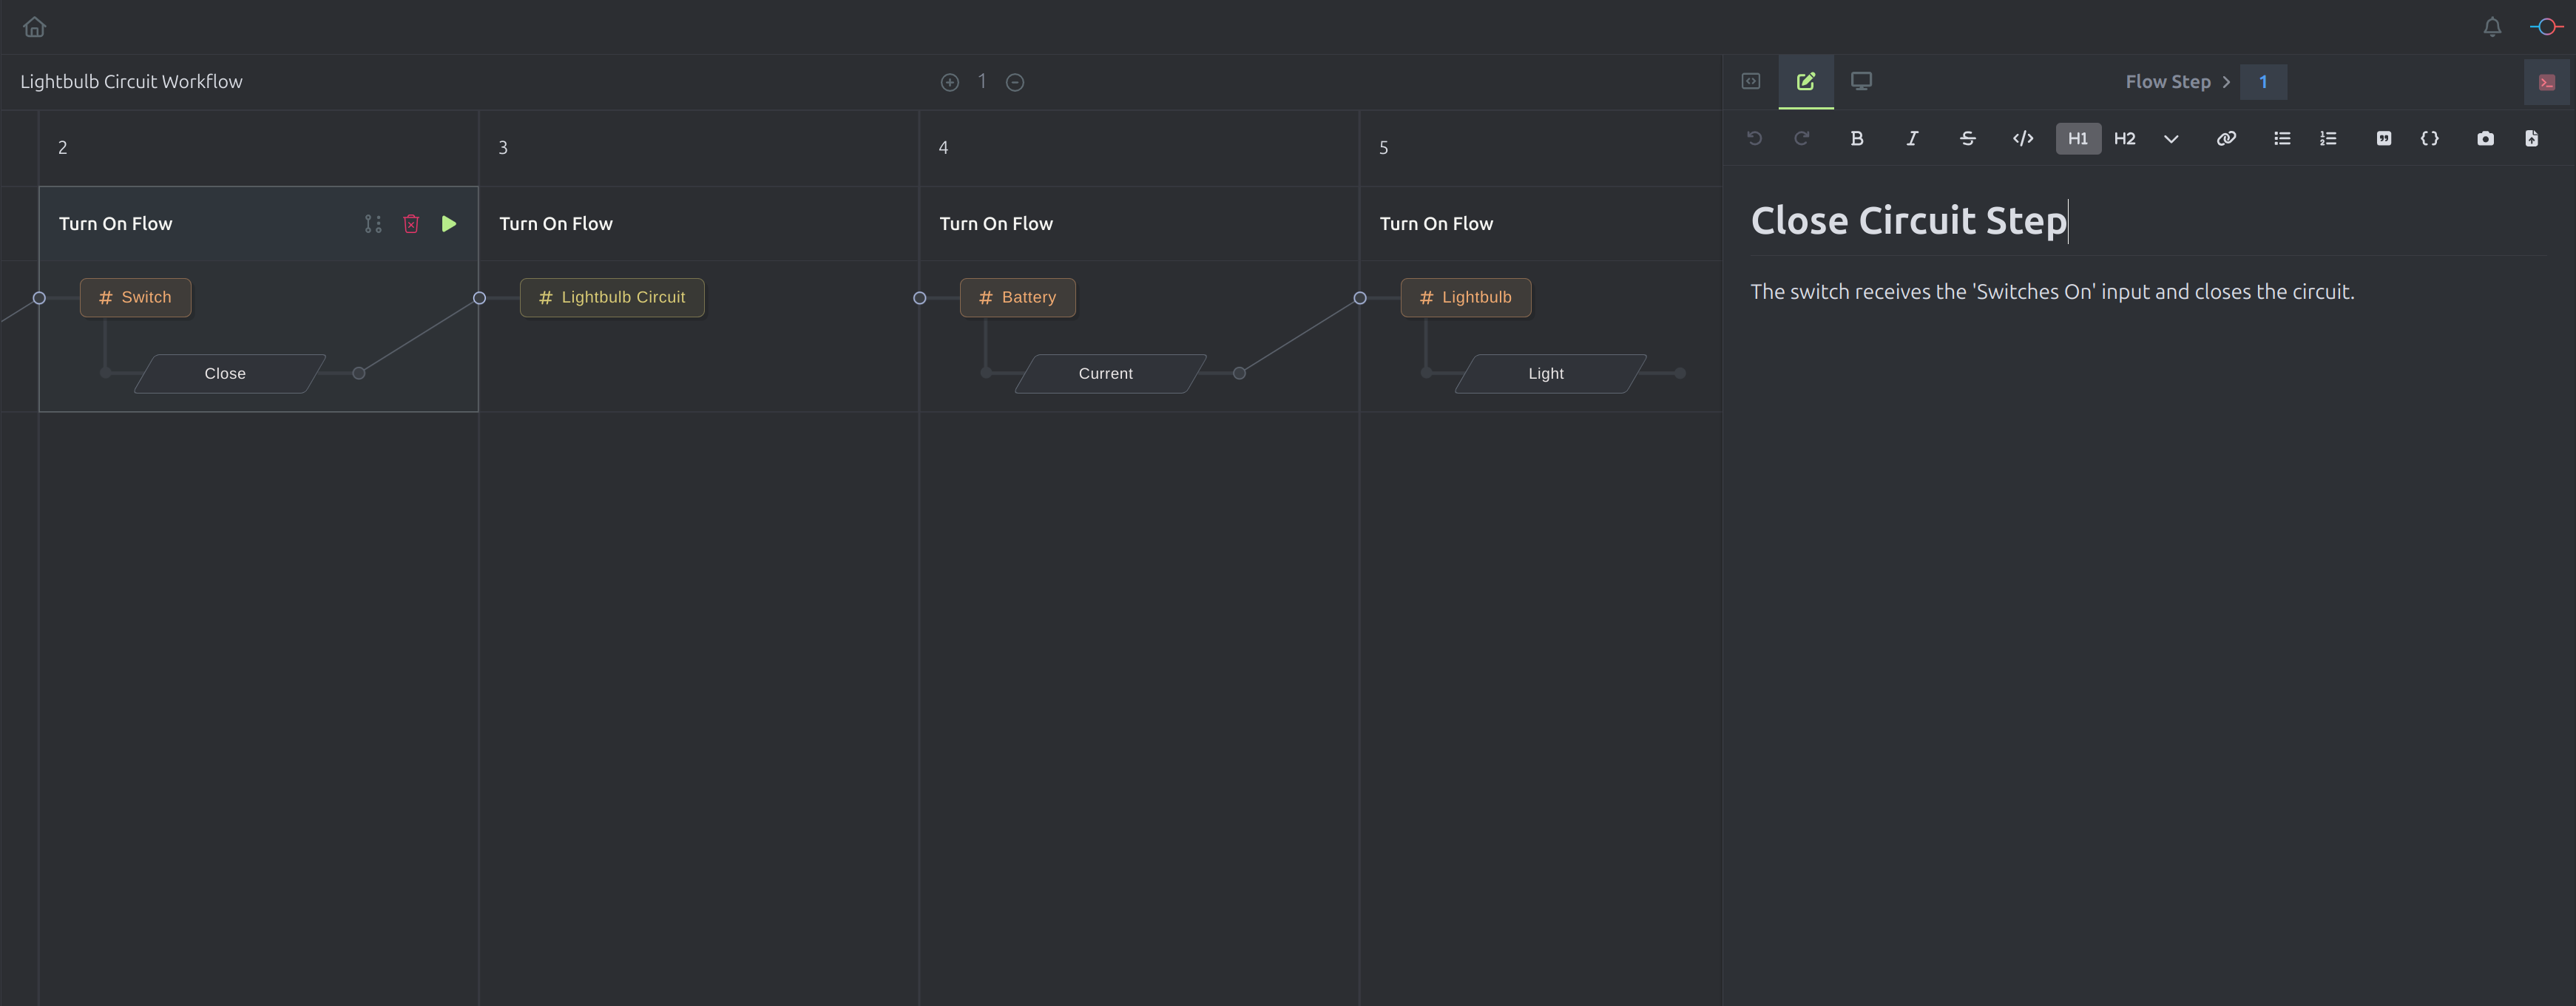 Lightbulb Circuit Workflow
1
Flow Step > 1
H1 H2
2
3
4
5
Turn On Flow
Turn On Flow
Turn On Flow
Turn On Flow
# Switch
# Lightbulb Circuit
# Battery
# Lightbulb
Close
Current
Light
Close Circuit Step
The switch receives the 'Switches On' input and closes the circuit.